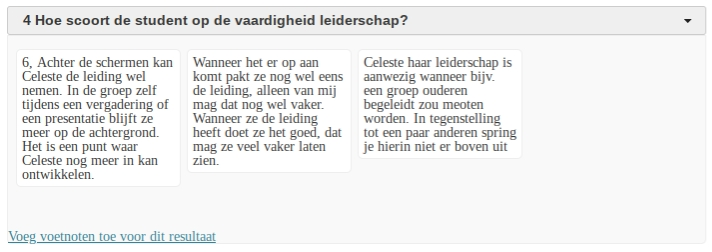 4 Hoe scoort de student op de vaardigheid leiderschap?
6, Achter de schermen kan
Celeste de leiding wel
nemen. In de groep zelf
tijdens een vergadering of
een presentatie blijft ze
meer op de achtergrond.
Het is een punt waar
Celeste nog meer in kan
ontwikkelen.
Wanneer het er op aan
komt pakt ze nog wel eens
de leiding, alleen van mij
mag dat nog wel vaker.
Wanneer ze de leiding
heeft doet ze het goed, dat
mag ze veel vaker laten
zien.
Celeste haar leiderschap is
aanwezig wanneer bijv.
een groep ouderen
begeleidt zou meoten
worden. In tegenstelling
tot een paar anderen spring
je hierin niet er boven uit
Voeg voetnoten toe voor dit resultaat